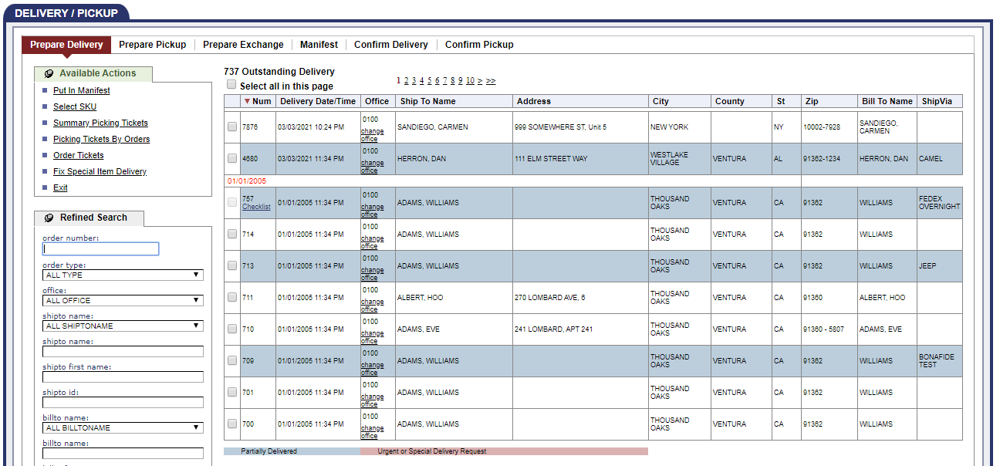 DELIVERY / PICKUP
Prepare Delivery Prepare Pickup Prepare Exchange Manifest Confirm Delivery Confirm Pickup
Available Actions
Put In Manifest
Select SKU
Summary Picking Tickets
Picking Tickets By Orders
Order Tickets
Fix Special Item Delivery
Exit
Refined Search
order number:
order type:
ALL TYPE
office:
ALL OFFICE
shipto name:
ALL SHIPTONAME
shipto name:
shipto first name:
shipto id:
billto name:
ALL BILLTONAME
billto name:
737 Outstanding Delivery
Select all in this page
1 2 3 4 5 6 7 8 9 10 > >>
Num Delivery Date/Time Office Ship To Name Address City County St Zip Bill To Name ShipVia
7876 03/03/2021 10:24 PM 0100 change office SANDIEGO, CARMEN 999 SOMEWHERE ST, Unit 5 NEW YORK NY 10002-7928 SANDIEGO, CARMEN
4680 03/03/2021 11:34 PM 0100 change office HERRON, DAN 111 ELM STREET WAY WESTLAKE VILLAGE VENTURA AL 91362-1234 HERRON, DAN CAMEL
01/01/2005
757 Checklist 01/01/2005 11:34 PM 0100 change office ADAMS, WILLIAMS THOUSAND OAKS VENTURA CA 91362 WILLIAMS FEDEX OVERNIGHT
714 01/01/2005 11:34 PM 0100 change office ADAMS, WILLIAMS THOUSAND OAKS VENTURA CA 91362 WILLIAMS
713 01/01/2005 11:34 PM 0100 change office ADAMS, WILLIAMS THOUSAND OAKS VENTURA CA 91362 WILLIAMS JEEP
711 01/01/2005 11:34 PM 0100 change office ALBERT, HOO 270 LOMBARD AVE, 6 THOUSAND OAKS VENTURA CA 91360 ALBERT, HOO
710 01/01/2005 11:34 PM 0100 change office ADAMS, EVE 241 LOMBARD, APT 241 THOUSAND OAKS VENTURA CA 91360 - 5807 ADAMS, EVE
709 01/01/2005 11:34 PM 0100 change office ADAMS, WILLIAMS THOUSAND OAKS VENTURA CA 91362 WILLIAMS BONAFIDE TEST
701 01/01/2005 11:34 PM 0100 change office ADAMS, WILLIAMS THOUSAND OAKS VENTURA CA 91362 WILLIAMS
700 01/01/2005 11:34 PM 0100 change office ADAMS, WILLIAMS THOUSAND OAKS VENTURA CA 91362 WILLIAMS
Partially Delivered Urgent or Special Delivery Request